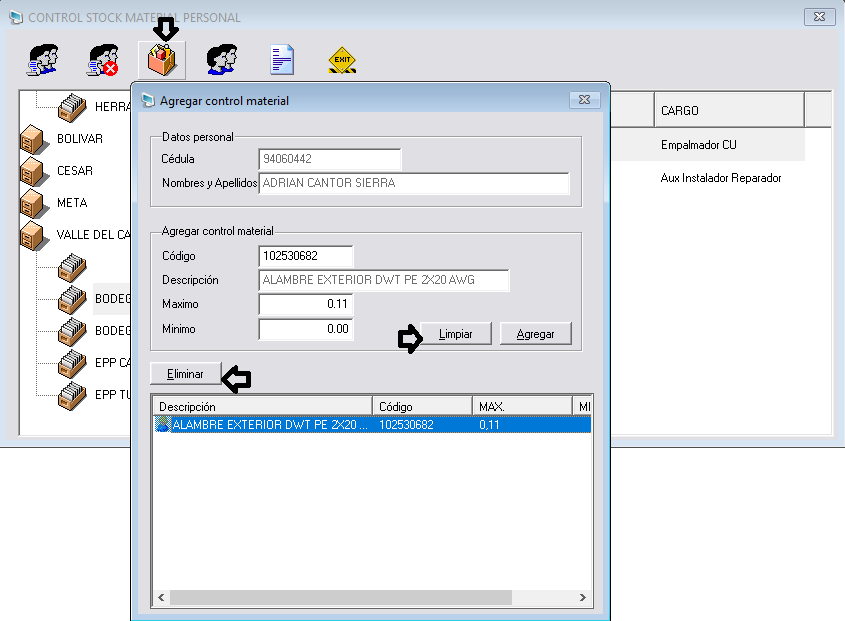 CONTROL STOCK MATERIAL PERSONAL
EXIT
HERRA
BOLIVAR
CESAR
META
VALLE DEL CA
BODEG
BODEG
EPP CA
EPP TU
CARGO
Empalmador CU
Aux Instalador Reparador
Agregar control material
Datos personal
Cédula 94060442
Nombres y Apellidos ADRIAN CANTOR SIERRA
Agregar control material
Código 102530682
Descripción ALAMBRE EXTERIOR DWT PE 2X20 AWG
Maximo 0.11
Minimo 0.00
Limpiar Agregar
Eliminar
Descripción Código MAX. MI
ALAMBRE EXTERIOR DWT PE 2X20 ... 102530682 0,11